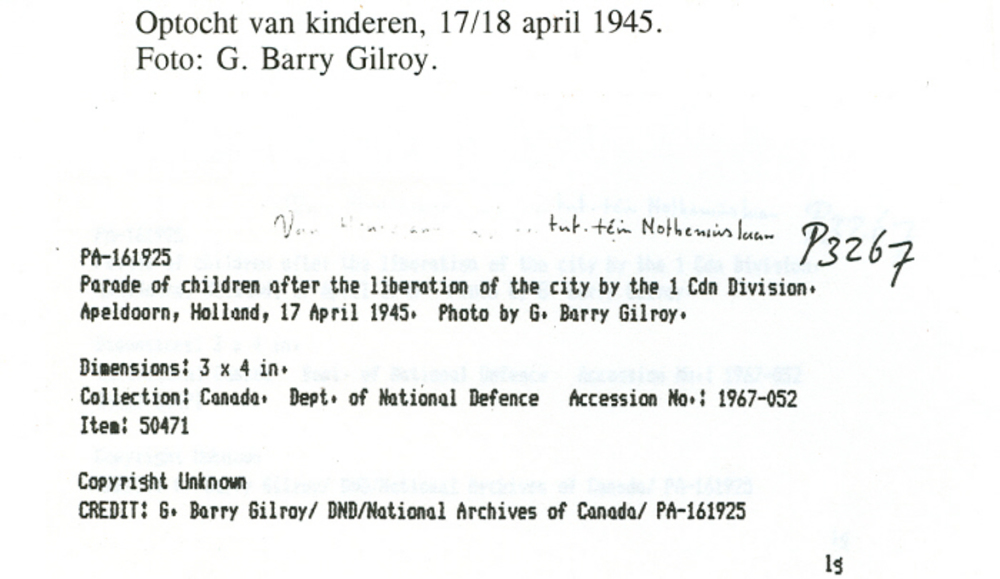 Optocht van kinderen, 17/18 april 1945.
Foto: G. Barry Gilroy.
P3267
PA-161925
Parade of children after the liberation of the city by the 1 Cdn Division.
Apeldoorn, Holland, 17 April 1945. Photo by G. Barry Gilroy.
Dimensions: 3 x 4 in.
Collection: Canada. Dept. of National Defence Accession No.: 1967-052
Item: 50471
Copyright Unknown
CREDIT: G. Barry Gilroy/ DND/National Archives of Canada/ PA-161925
lg